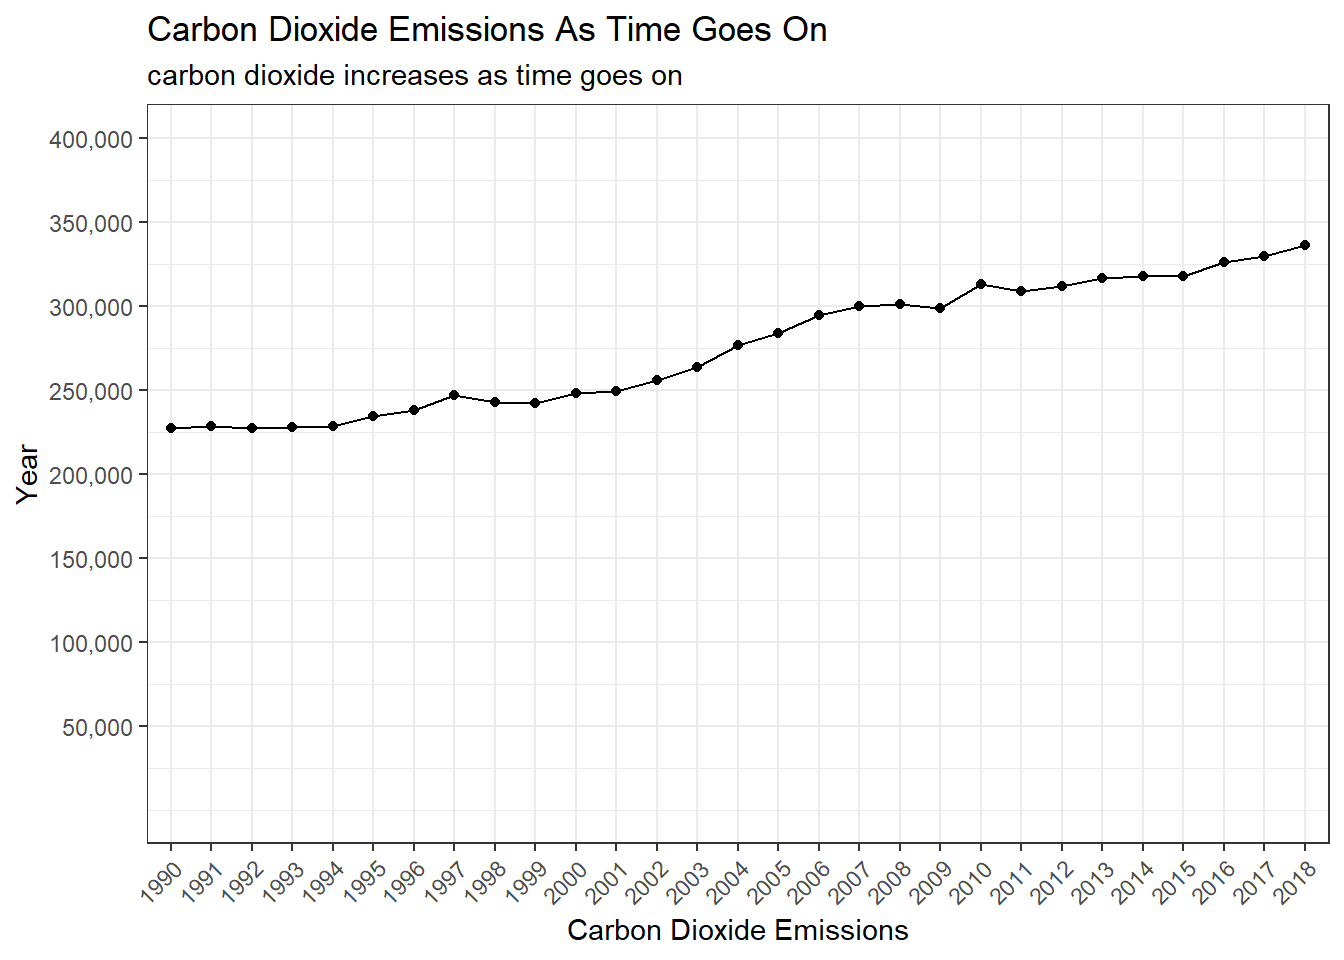 Carbon Dioxide Emissions As Time Goes On
carbon dioxide increases as time goes on
400,000
350,000
300,000
250,000
200,000
150,000
100,000
50,000
Year
1990 1991 1992 1993 1994 1995 1996 1997 1998 1999 2000 2001 2002 2003 2004 2005 2006 2007 2008 2009 2010 2011 2012 2013 2014 2015 2016 2017 2018
Carbon Dioxide Emissions